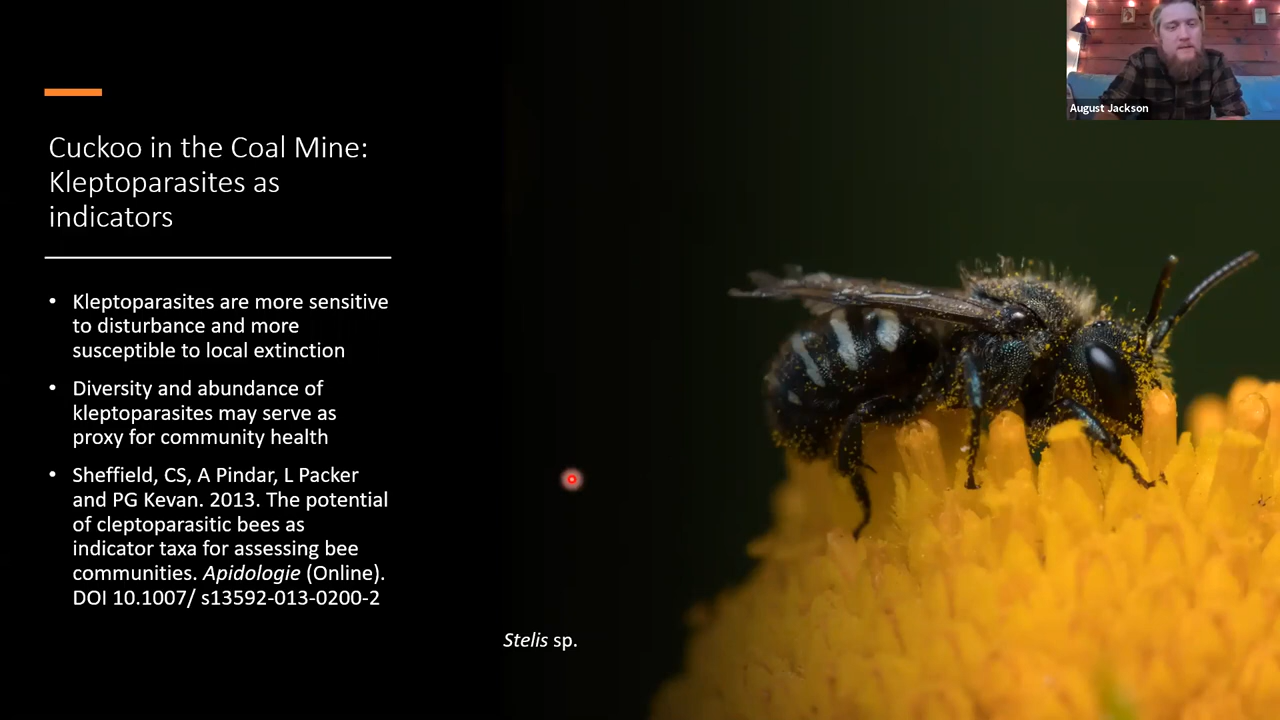 Cuckoo in the Coal Mine:
Kleptoparasites as
indicators
• Kleptoparasites are more sensitive
to disturbance and more
susceptible to local extinction
• Diversity and abundance of
kleptoparasites may serve as
proxy for community health
• Sheffield, CS, A Pindar, L Packer
and PG Kevan. 2013. The potential
of cleptoparasitic bees as
indicator taxa for assessing bee
communities. Apidologie (Online).
DOI 10.1007/ s13592-013-0200-2
Stelis sp.
August Jackson